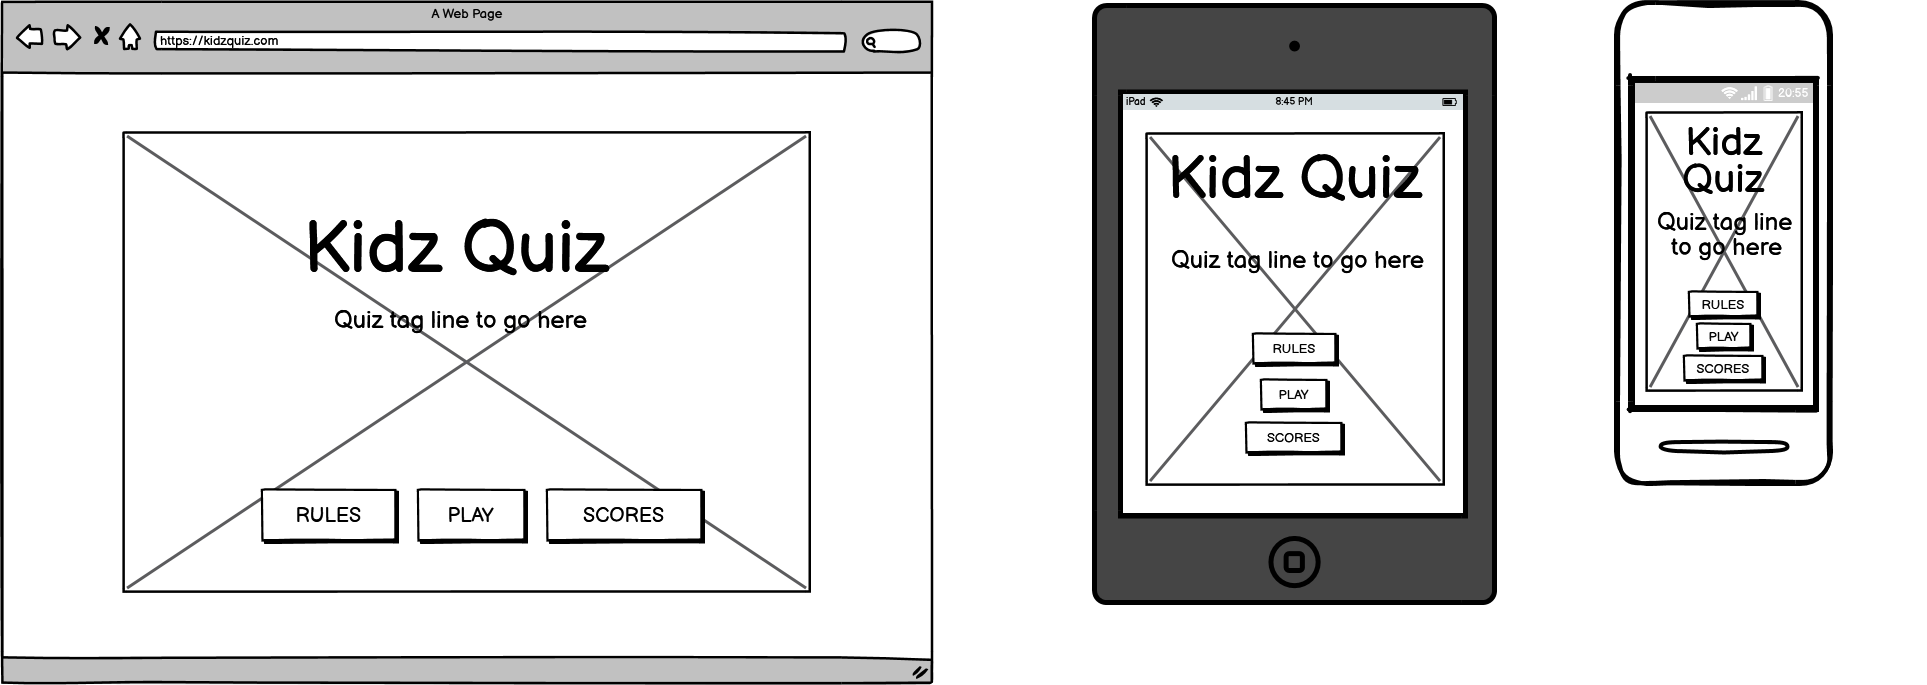 A Web Page
https://kidzquiz.com
Kidz Quiz
Quiz tag line to go here
RULES
PLAY
SCORES
iPad
8:45 PM
Kidz Quiz
Quiz tag line to go here
RULES
PLAY
SCORES
20:55
Kidz
Quiz
Quiz tag line
to go here
RULES
PLAY
SCORES